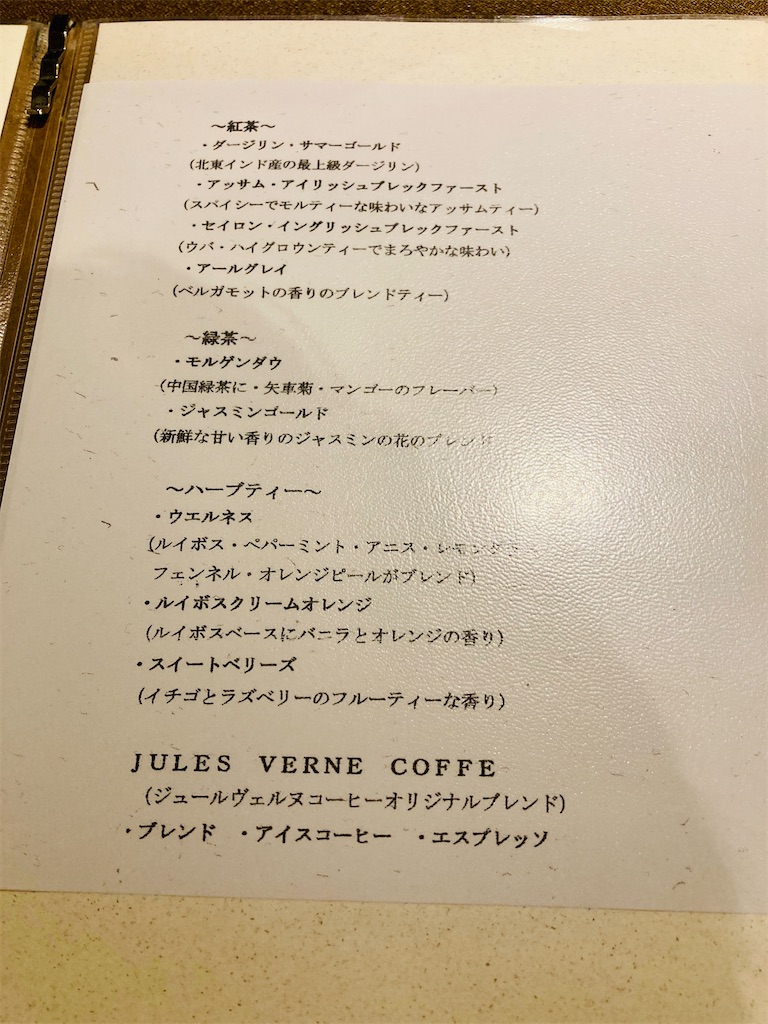 ～紅茶～
・ダージリン・サマーゴールド
(北東インド産の最上級ダージリン)
・アッサム・アイリッシュブレックファースト
(スパイシーでモルティーな味わいなアッサムティー)
・セイロン・イングリッシュブレックファースト
(ウバ・ハイグロウンティーでまろやかな味わい)
・アールグレイ
(ベルガモットの香りのブレンドティー)
～緑茶～
・モルゲンダウ
(中国緑茶に・矢車菊・マンゴーのフレーバー)
・ジャスミンゴールド
(新鮮な甘い香りのジャスミンの花のブレンド
～ハーブティー～
・ウエルネス
(ルイボス・ペパーミント・アニス・
フェンネル・オレンジピールがブレンド)
・ルイボスクリームオレンジ
(ルイボスベースにバニラとオレンジの香り)
・スイートベリーズ
(イチゴとラズベリーのフルーティーな香り)
JULES VERNE COFFE
(ジュールヴェルヌコーヒーオリジナルブレンド)
・ブレンド ・アイスコーヒー ・エスプレッソ